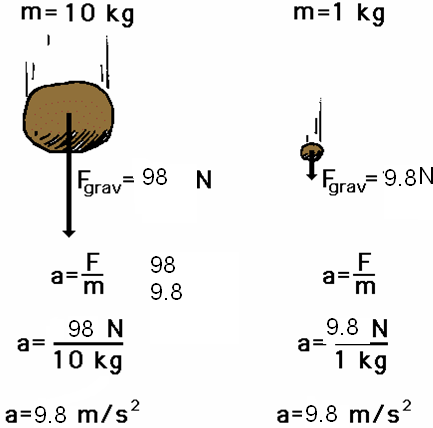 m= 10 kg
m=1 kg
Fgrav= 98 N
Fgrav= 9.8N
a= F/m
98
9.8
a= F/m
a= 98 N/10 kg
a= 9.8 N/1 kg
a=9.8 m/s²
a=9.8 m/s²